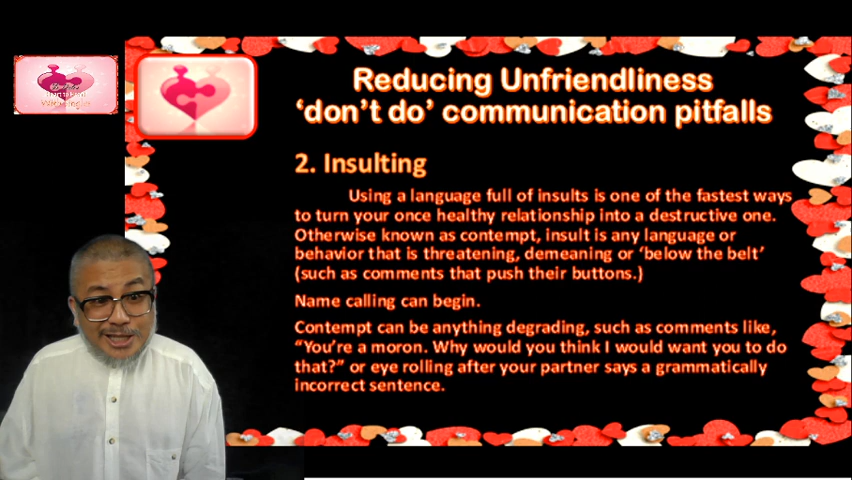 Reducing Unfriendliness
‘don’t do’ communication pitfalls
2. Insulting
Using a language full of insults is one of the fastest ways
to turn your once healthy relationship into a destructive one.
Otherwise known as contempt, insult is any language or
behavior that is threatening, demeaning or ‘below the belt’
(such as comments that push their buttons.)
Name calling can begin.
Contempt can be anything degrading, such as comments like,
“You’re a moron. Why would you think I would want you to do
that?” or eye rolling after your partner says a grammatically
incorrect sentence.